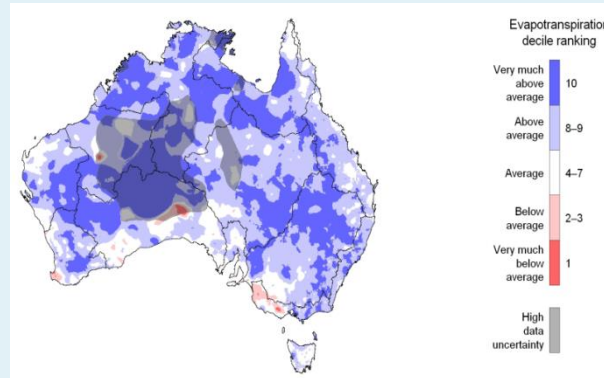 Evapotranspiration
decile ranking
Very much
above
average
10
Above
average
8–9
Average
4–7
Below
average
2–3
Very much
below
average
1
High
data
uncertainty